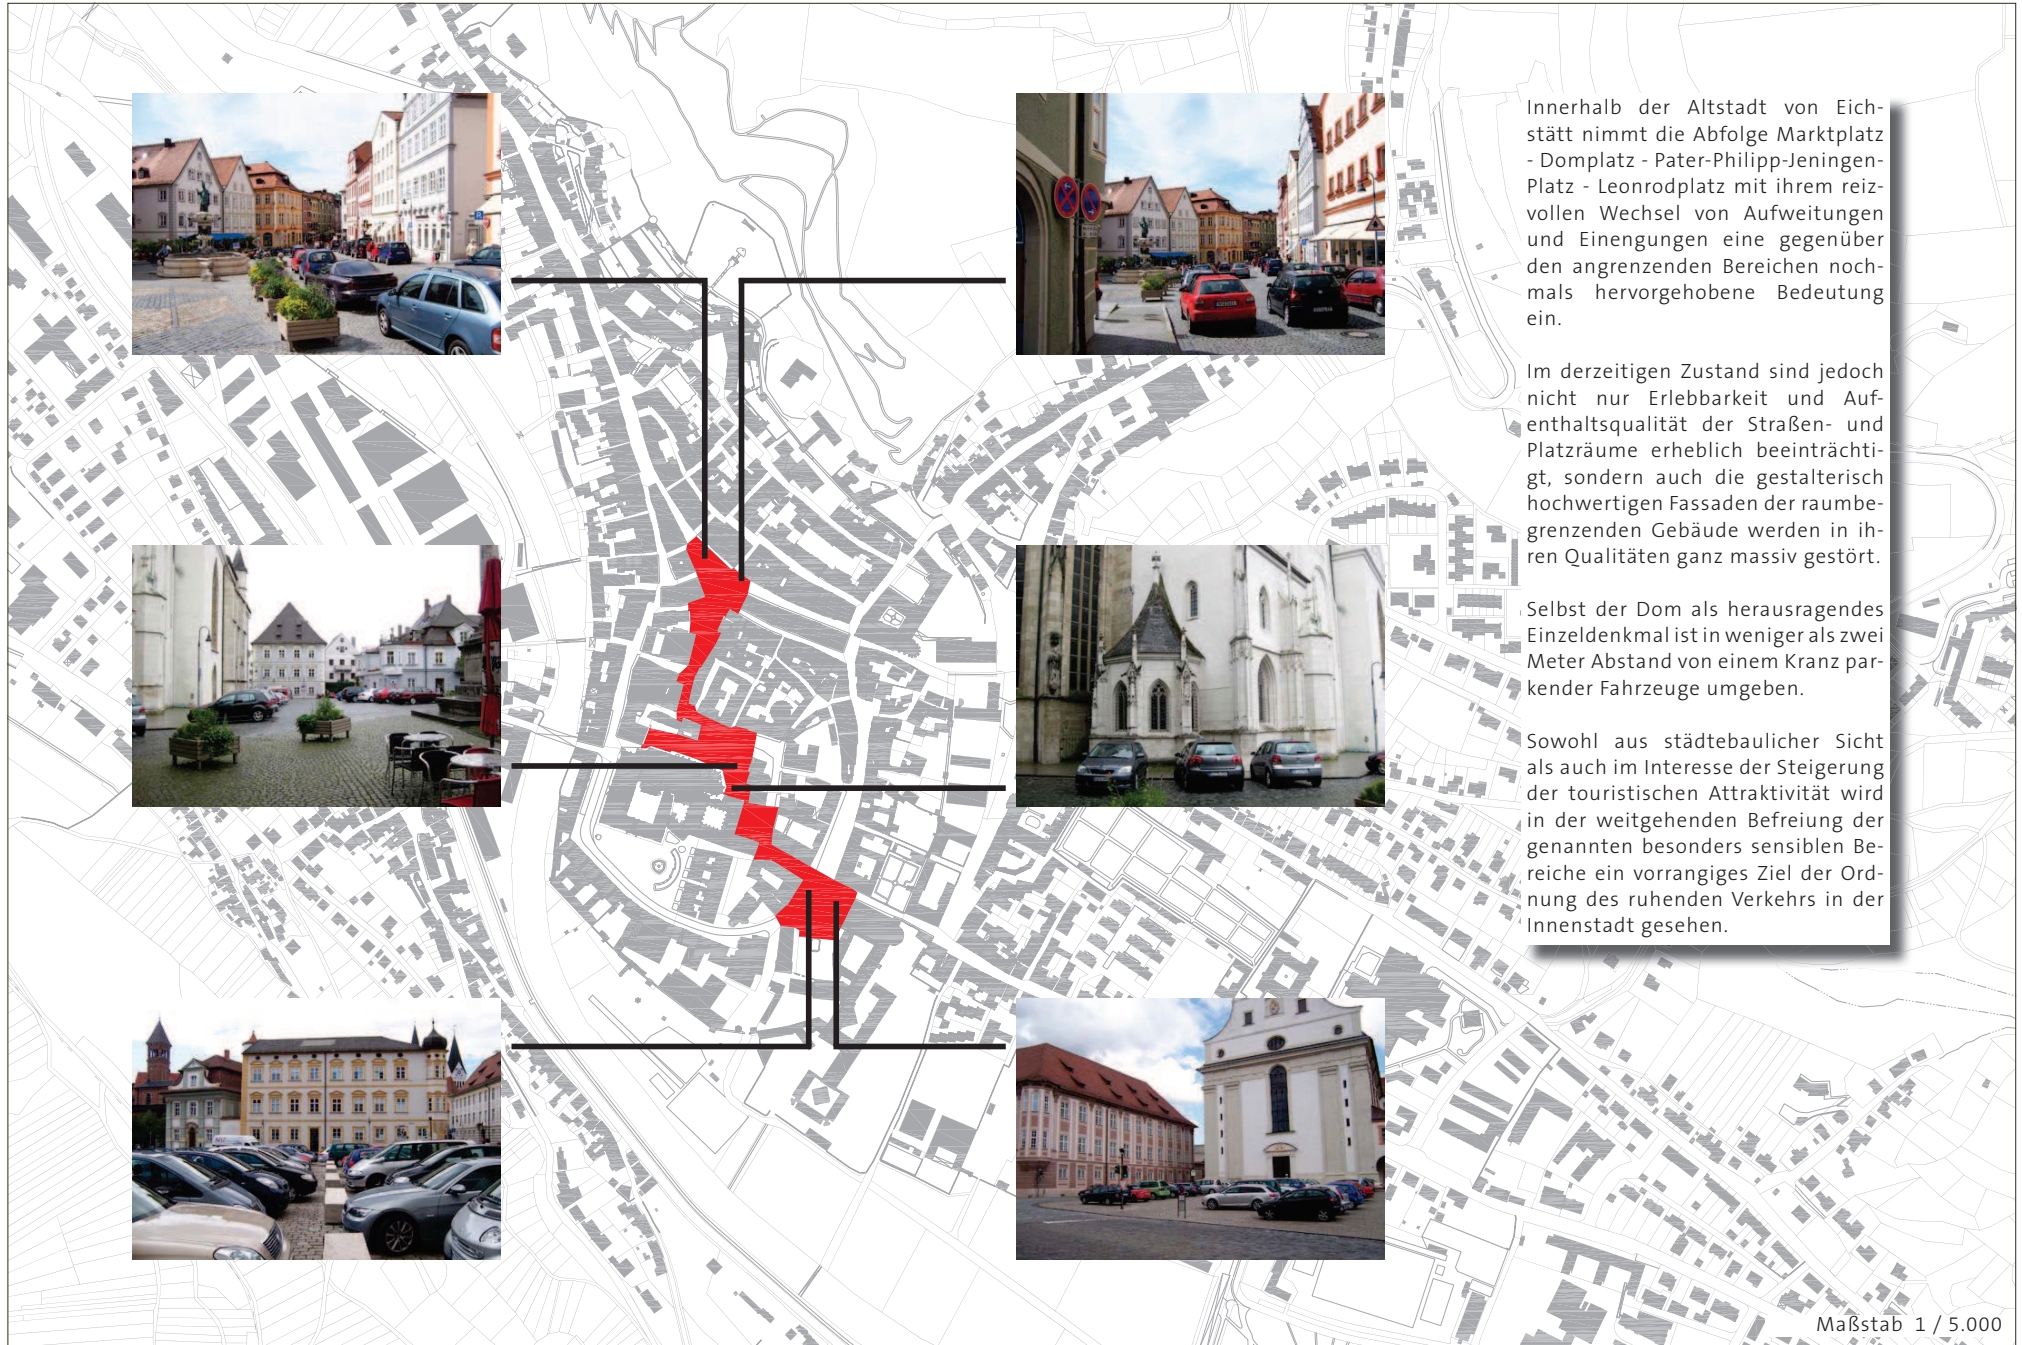 Innerhalb der Altstadt von Eich-
stätt nimmt die Abfolge Marktplatz
- Domplatz - Pater-Philipp-Jeningen-
Platz - Leonrodplatz mit ihrem reiz-
vollen Wechsel von Aufweitungen
und Einengungen eine gegenüber
den angrenzenden Bereichen noch-
mals hervorgehobene Bedeutung
ein.
Im derzeitigen Zustand sind jedoch
nicht nur Erlebbarkeit und Auf-
enthaltsqualität der Straßen- und
Platzräume erheblich beeinträchti-
gt, sondern auch die gestalterisch
hochwertigen Fassaden der raumbe-
grenzenden Gebäude werden in ih-
ren Qualitäten ganz massiv gestört.
Selbst der Dom als herausragendes
Einzeldenkmal ist in weniger als zwei
Meter Abstand von einem Kranz par-
kender Fahrzeuge umgeben.
Sowohl aus städtebaulicher Sicht
als auch im Interesse der Steigerung
der touristischen Attraktivität wird
in der weitgehenden Befreiung der
genannten besonders sensiblen Be-
reiche ein vorrangiges Ziel der Ord-
nung des ruhenden Verkehrs in der
Innenstadt gesehen.
Maßstab 1 / 5.000